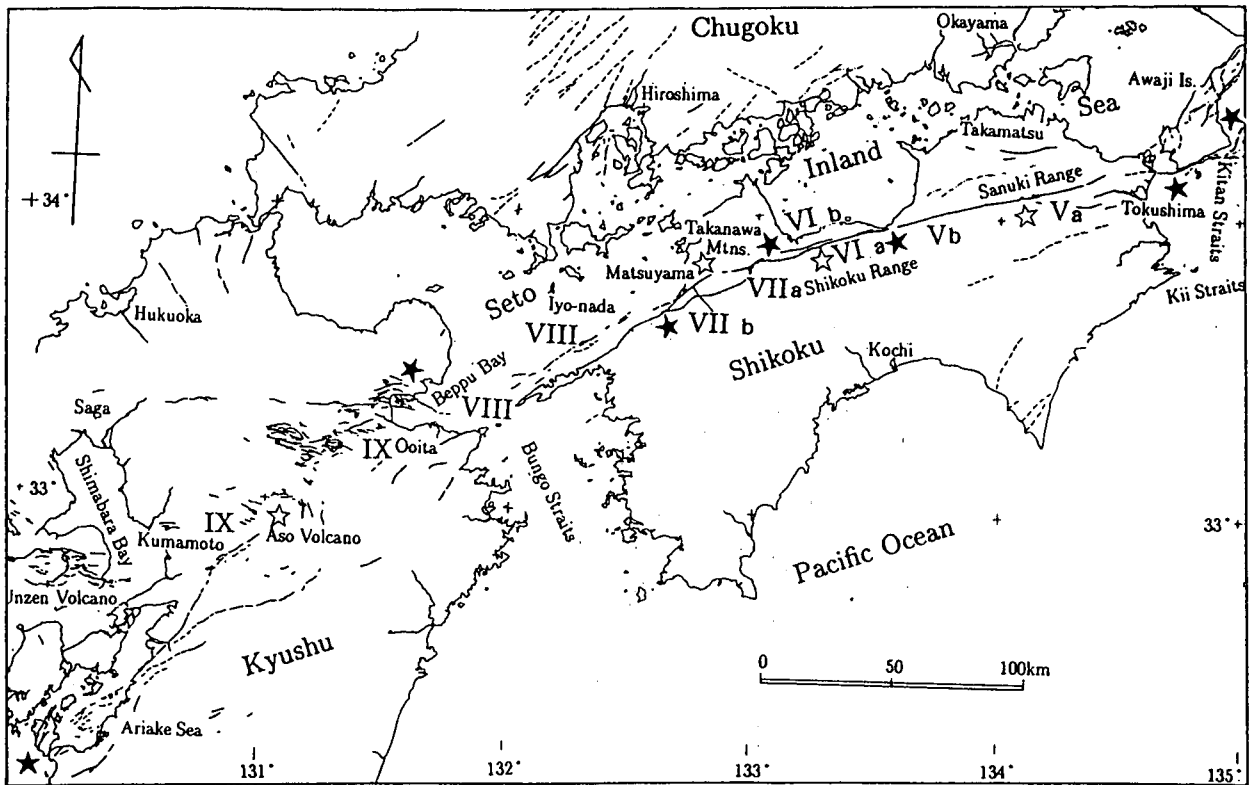 Chugoku
Okayama
Awaji Is.
Hiroshima
Sea
Takamatsu
Inland
Kitan Straits
+34°
Sanuki Range
Tokushima
Va
Takanawa
Mtns.
VI b
Vb
VI a
Matsuyama
Shikoku Range
VIIa
Kii Straits
Seto
Iyo-nada
Hukuoka
VIII
VII b
Shikoku
Kochi
Beppu Bay
Saga
VIII
IX
Ooita
Bungo Straits
Shimabara Bay
+33°
IX
Aso Volcano
Kumamoto
33°+
Pacific Ocean
Unzen Volcano
Kyushu
0 50 100km
Ariake Sea
131°
132°
133°
134°
135°